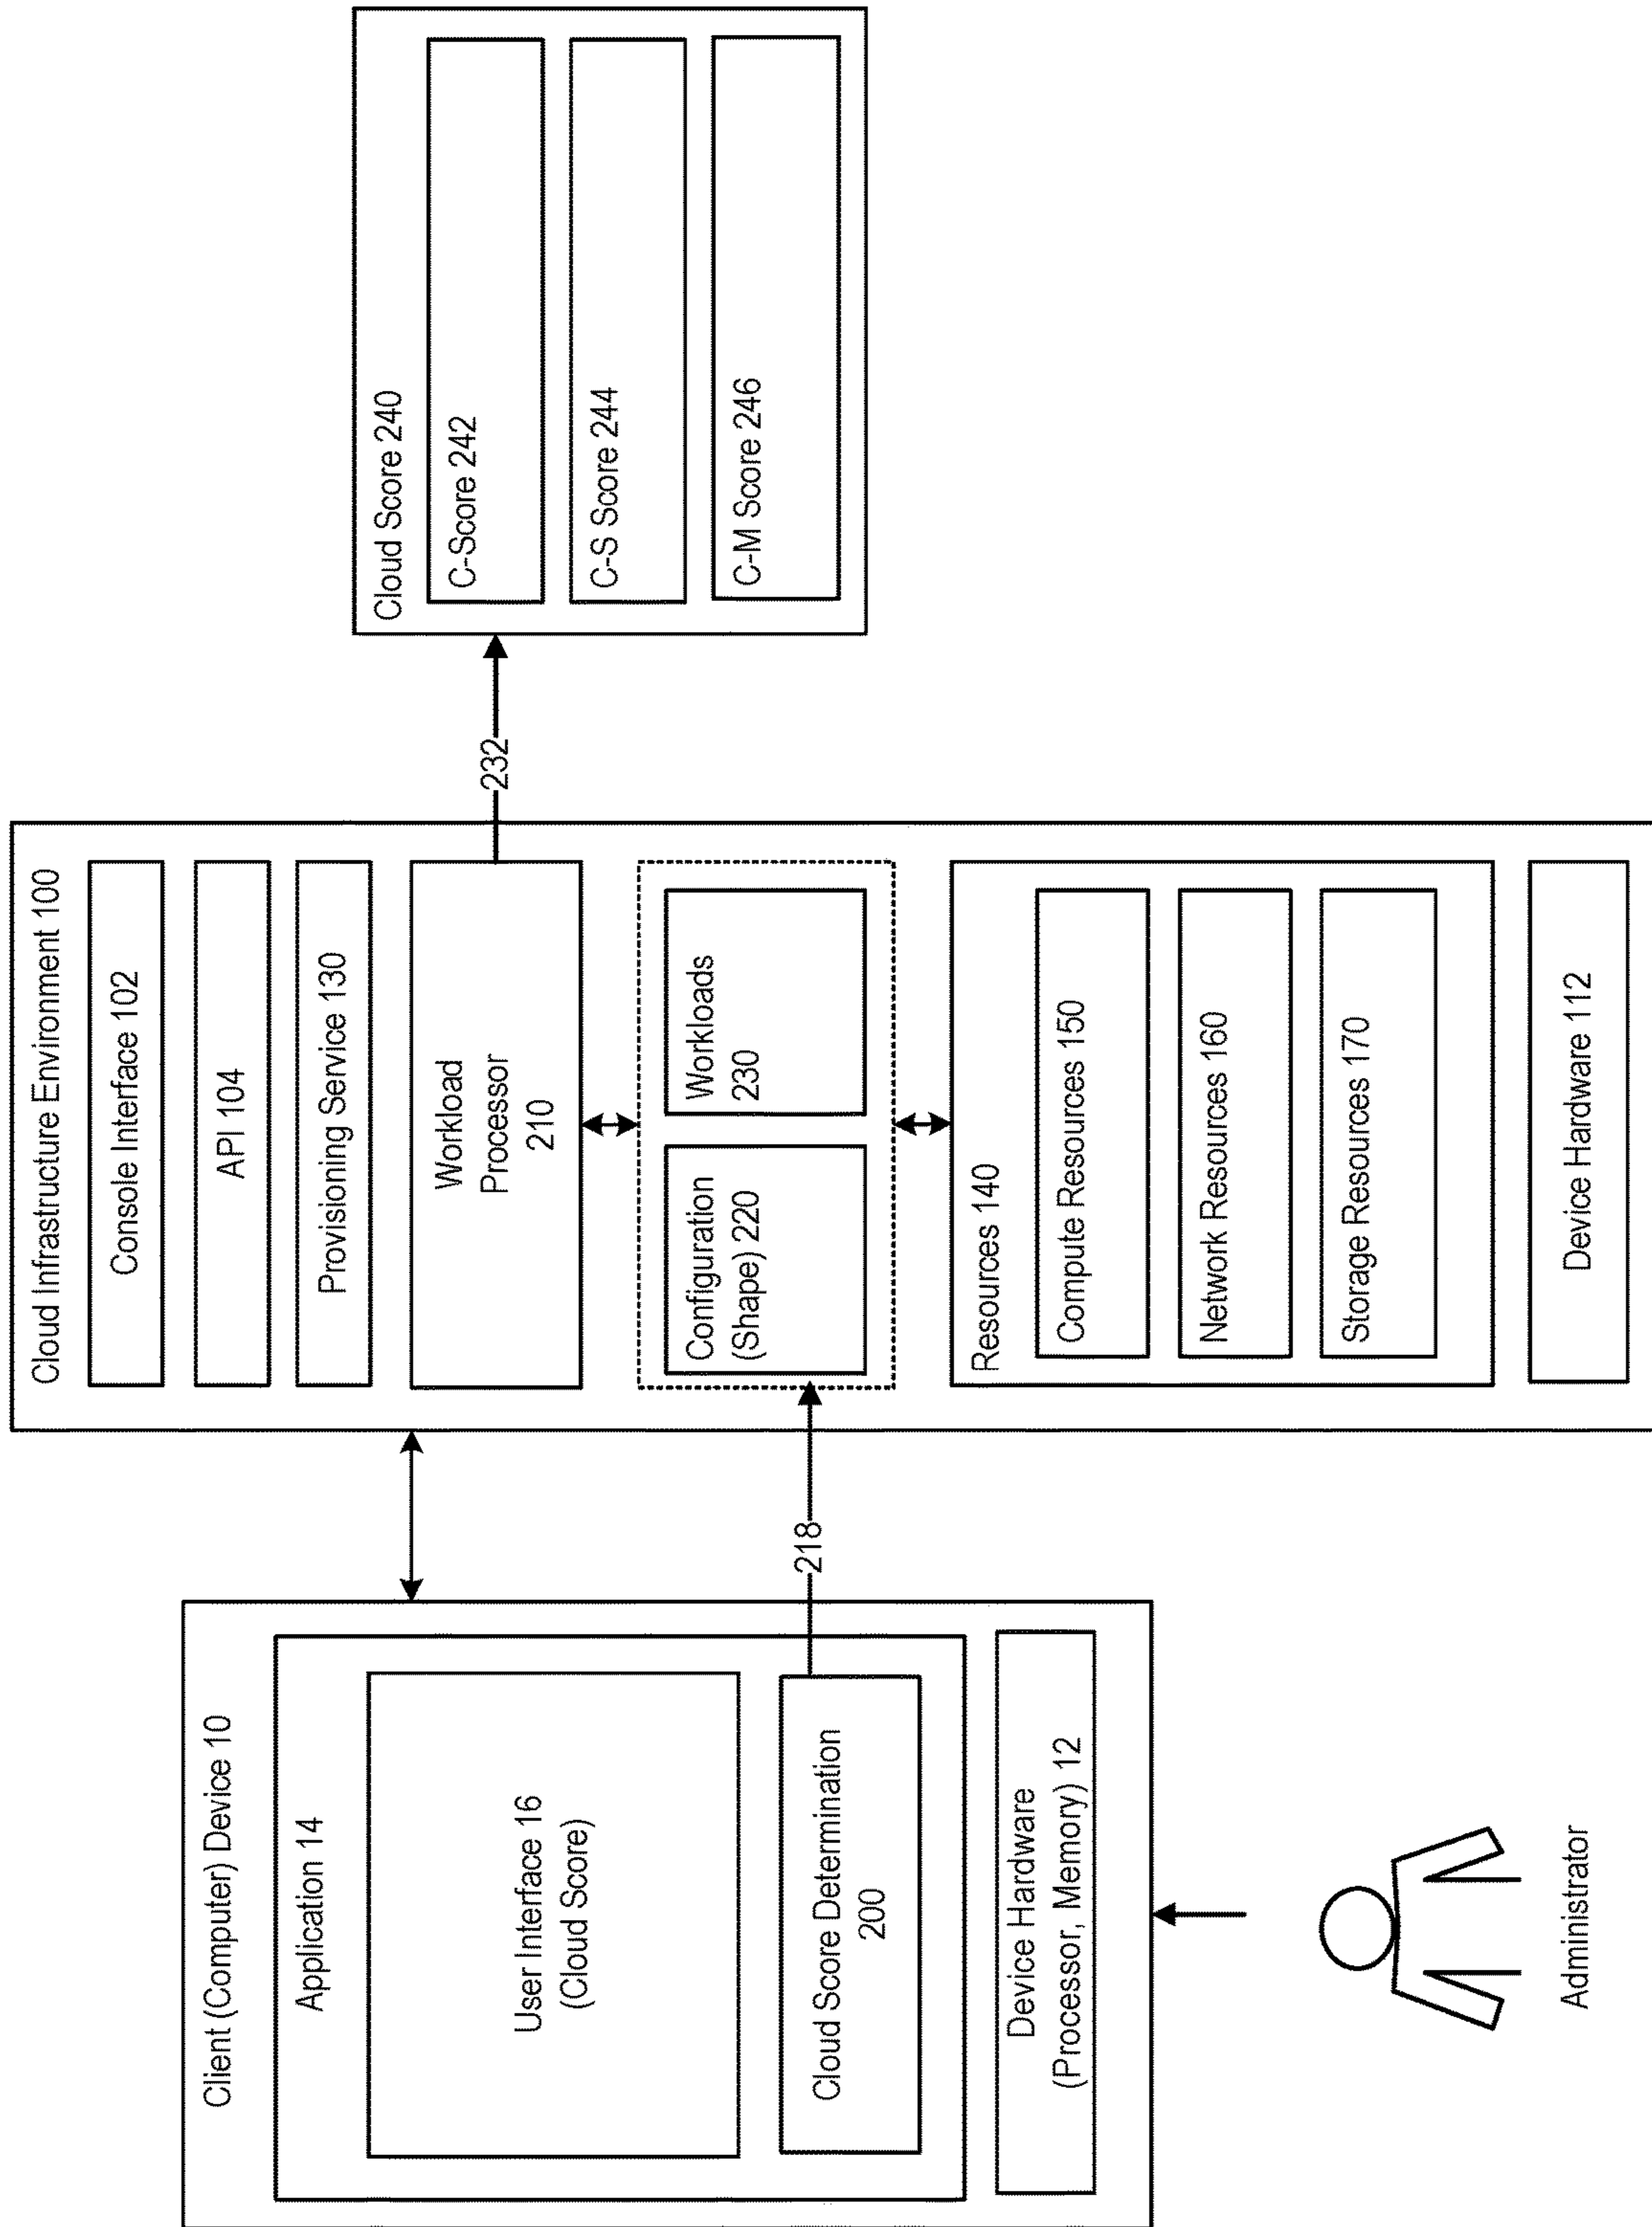 Client (Computer) Device 10
Application 14
User Interface 16
(Cloud Score)
Cloud Score Determination
200
Device Hardware
(Processor, Memory) 12
Administrator
218
Cloud Infrastructure Environment 100
Console Interface 102
API 104
Provisioning Service 130
Workload
Processor
210
Configuration
(Shape) 220
Workloads
230
Resources 140
Compute Resources 150
Network Resources 160
Storage Resources 170
Device Hardware 112
232
Cloud Score 240
C-Score 242
C-S Score 244
C-M Score 246